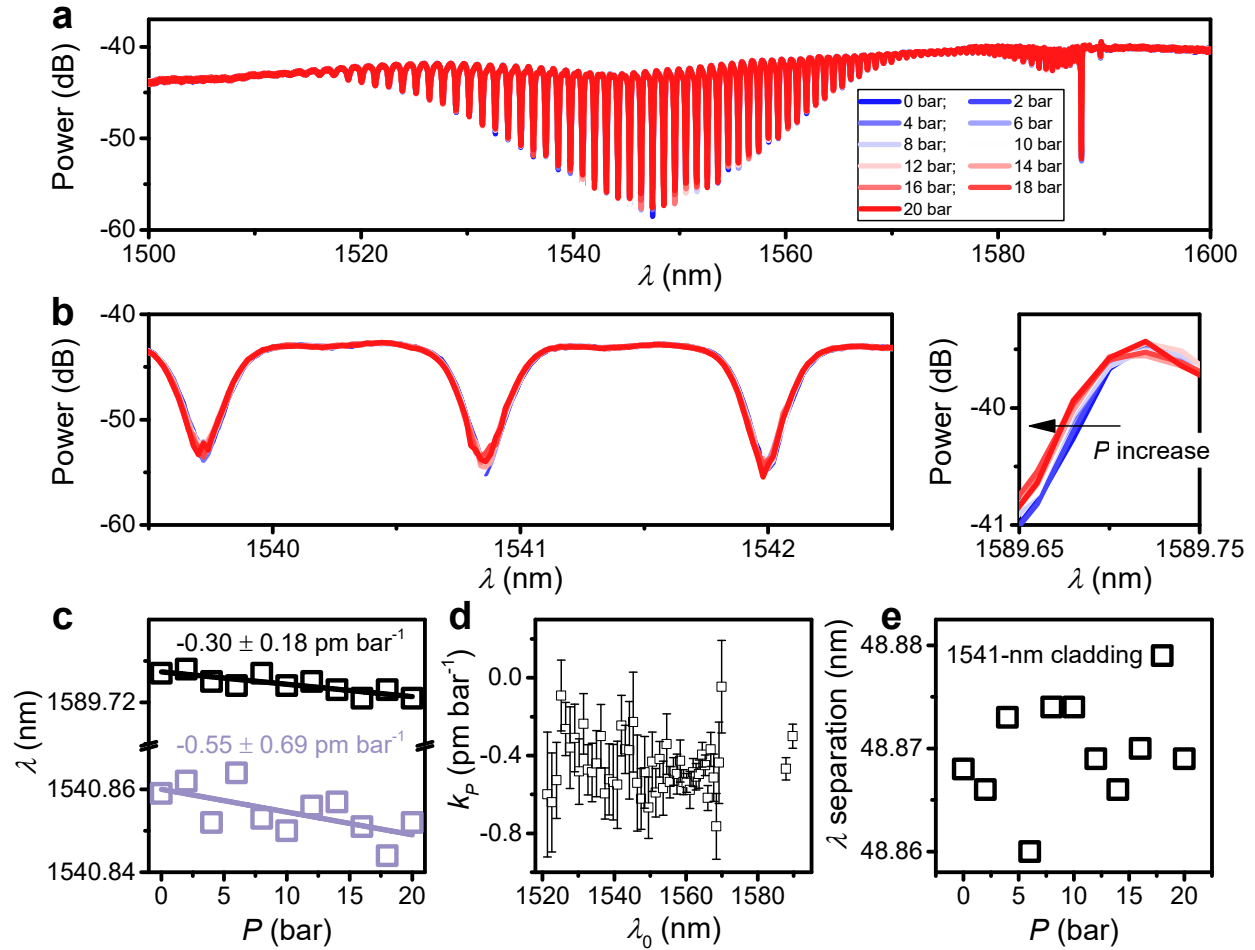 a
Power (dB)
-40
-50
-60
0 bar; 2 bar
4 bar; 6 bar
8 bar; 10 bar
12 bar; 14 bar
16 bar; 18 bar
20 bar
1500 1520 1540 1560 1580 1600
λ (nm)
b
Power (dB)
-40
-50
-60
1540 1541 1542
λ (nm)
Power (dB)
-40
-41
P increase
1589.65 1589.75
λ (nm)
c
λ (nm)
-0.30 ± 0.18 pm bar⁻¹
1589.72
-0.55 ± 0.69 pm bar⁻¹
1540.86
1540.84
0 5 10 15 20
P (bar)
d
k_P (pm bar⁻¹)
0.0
-0.4
-0.8
1520 1540 1560 1580
λ₀ (nm)
e
λ separation (nm)
48.88
48.87
48.86
1541-nm cladding
0 5 10 15 20
P (bar)